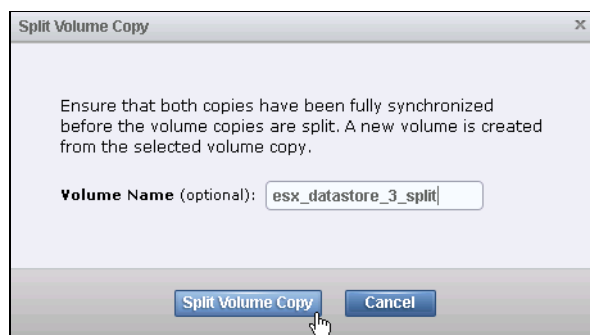 Split Volume Copy x
Ensure that both copies have been fully synchronized
before the volume copies are split. A new volume is created
from the selected volume copy.
Volume Name (optional): esx_datastore_3_split
Split Volume Copy Cancel